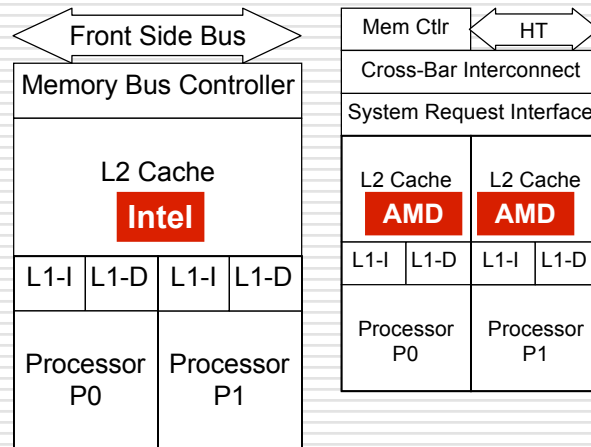 Front Side Bus
Memory Bus Controller
L2 Cache
Intel
L1-I L1-D L1-I L1-D
Processor Processor
P0 P1
Mem Ctlr HT
Cross-Bar Interconnect
System Request Interface
L2 Cache L2 Cache
AMD AMD
L1-I L1-D L1-I L1-D
Processor Processor
P0 P1